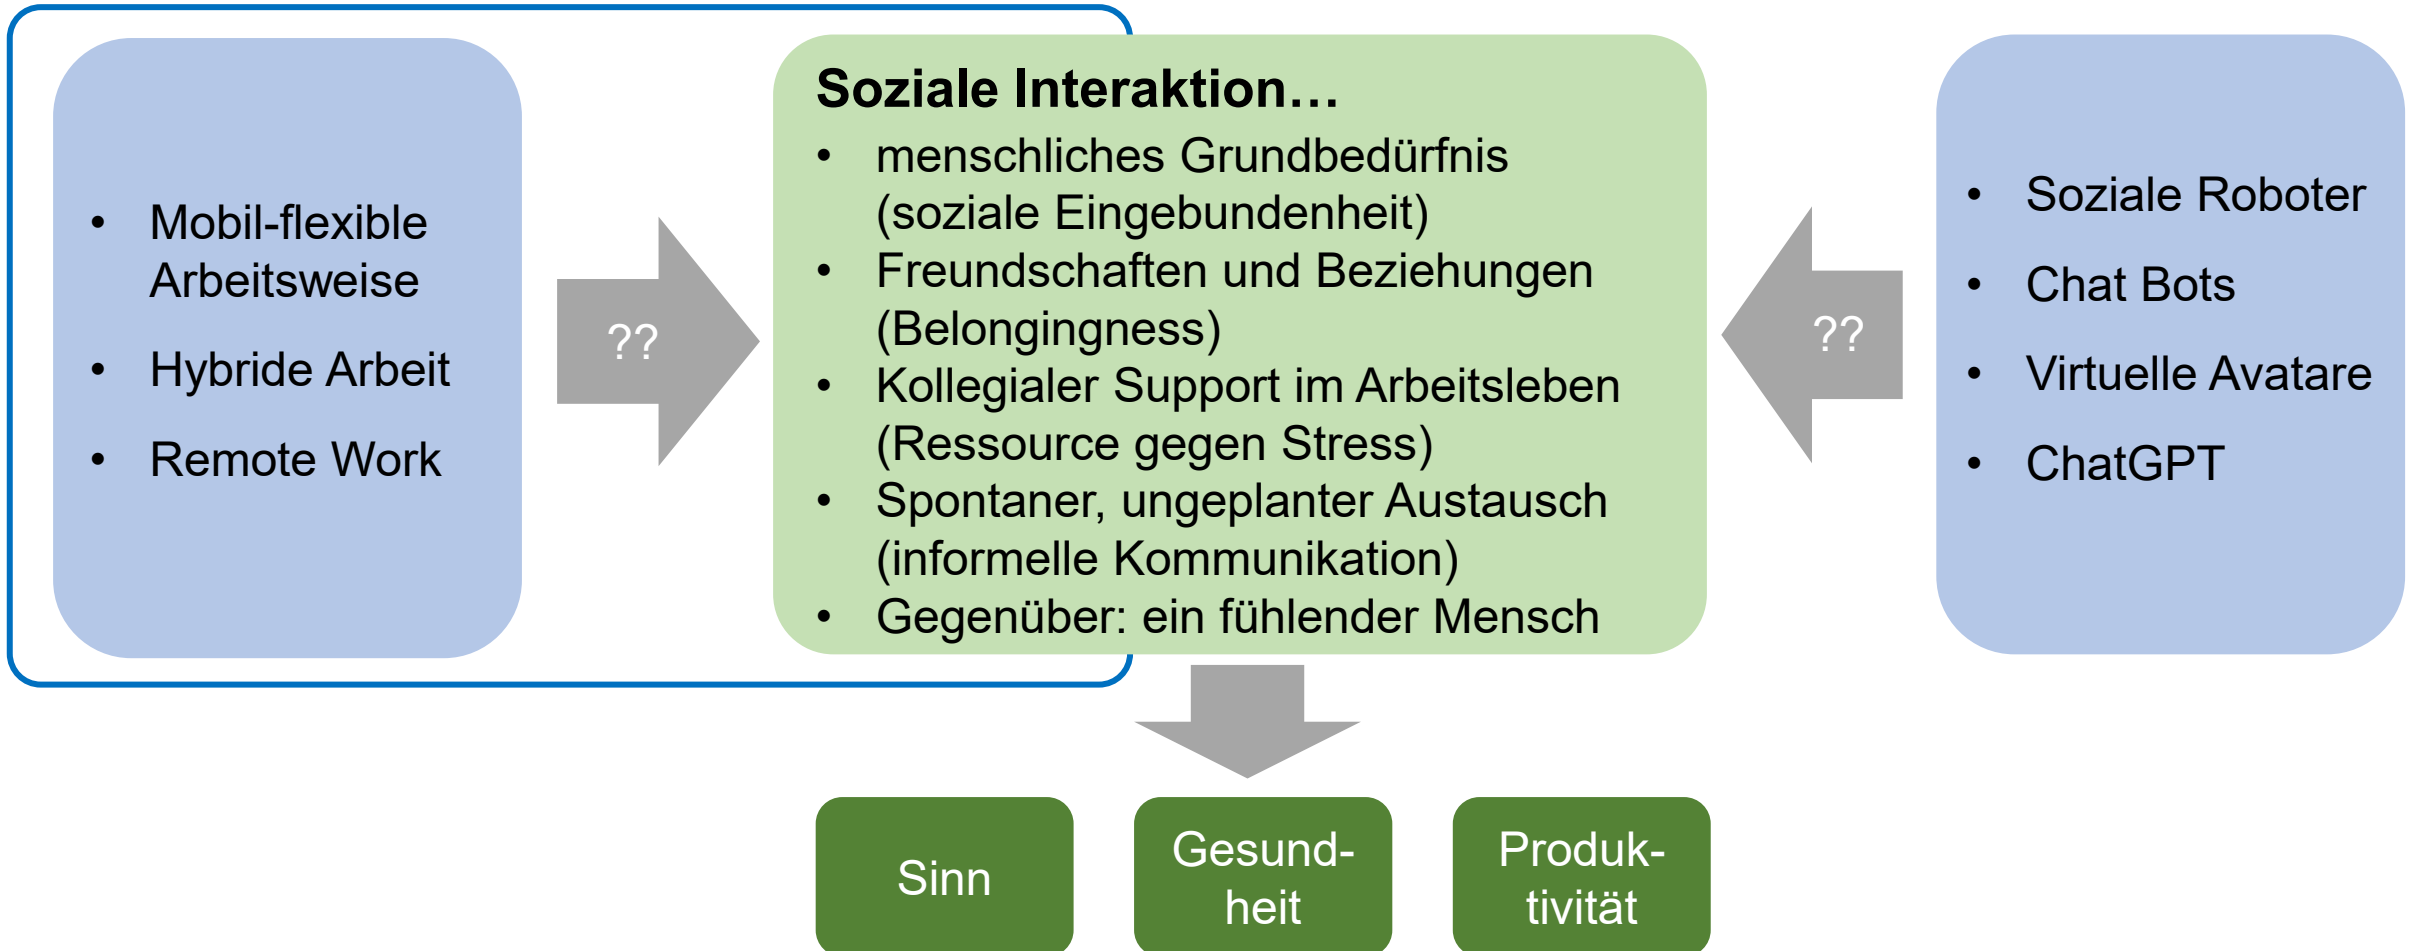 • Mobil-flexible
Arbeitsweise
• Hybride Arbeit
• Remote Work
??
Soziale Interaktion…
• menschliches Grundbedürfnis
(soziale Eingebundenheit)
• Freundschaften und Beziehungen
(Belongingness)
• Kollegialer Support im Arbeitsleben
(Ressource gegen Stress)
• Spontaner, ungeplanter Austausch
(informelle Kommunikation)
• Gegenüber: ein fühlender Mensch
??
• Soziale Roboter
• Chat Bots
• Virtuelle Avatare
• ChatGPT
Sinn
Gesund-
heit
Produk-
tivität